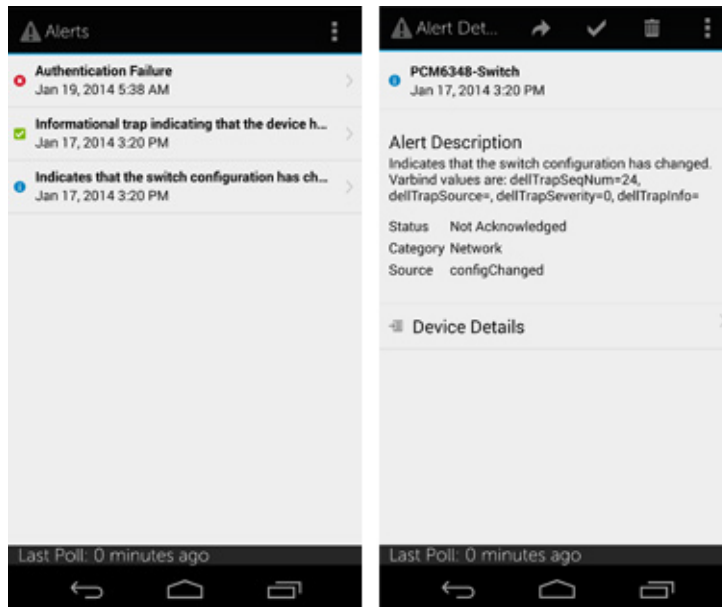 Alerts
Authentication Failure
Jan 19, 2014 5:38 AM
Informational trap indicating that the device h...
Jan 17, 2014 3:20 PM
Indicates that the switch configuration has ch...
Jan 17, 2014 3:20 PM
Last Poll: 0 minutes ago
Alert Det...
PCM6348-Switch
Jan 17, 2014 3:20 PM
Alert Description
Indicates that the switch configuration has changed.
Varbind values are: dellTrapSeqNum=24,
dellTrapSource=, dellTrapSeverity=0, dellTrapInfo=
Status Not Acknowledged
Category Network
Source configChanged
Device Details
Last Poll: 0 minutes ago